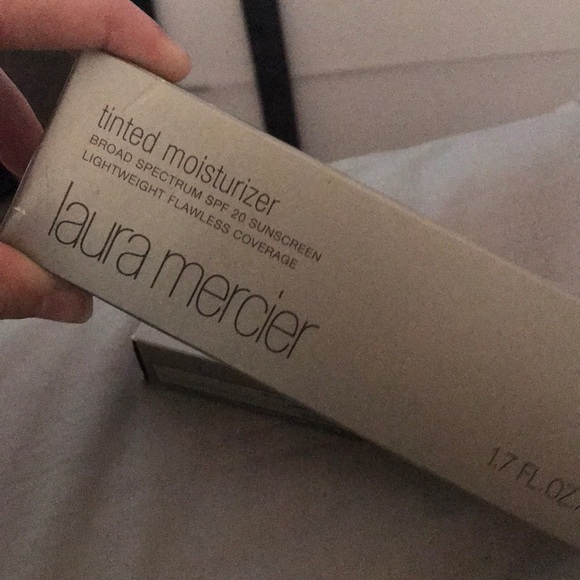 tinted moisturizer
BROAD SPECTRUM SPF 20 SUNSCREEN
LIGHTWEIGHT FLAWLESS COVERAGE
laura mercier
1.7 FL.OZ.